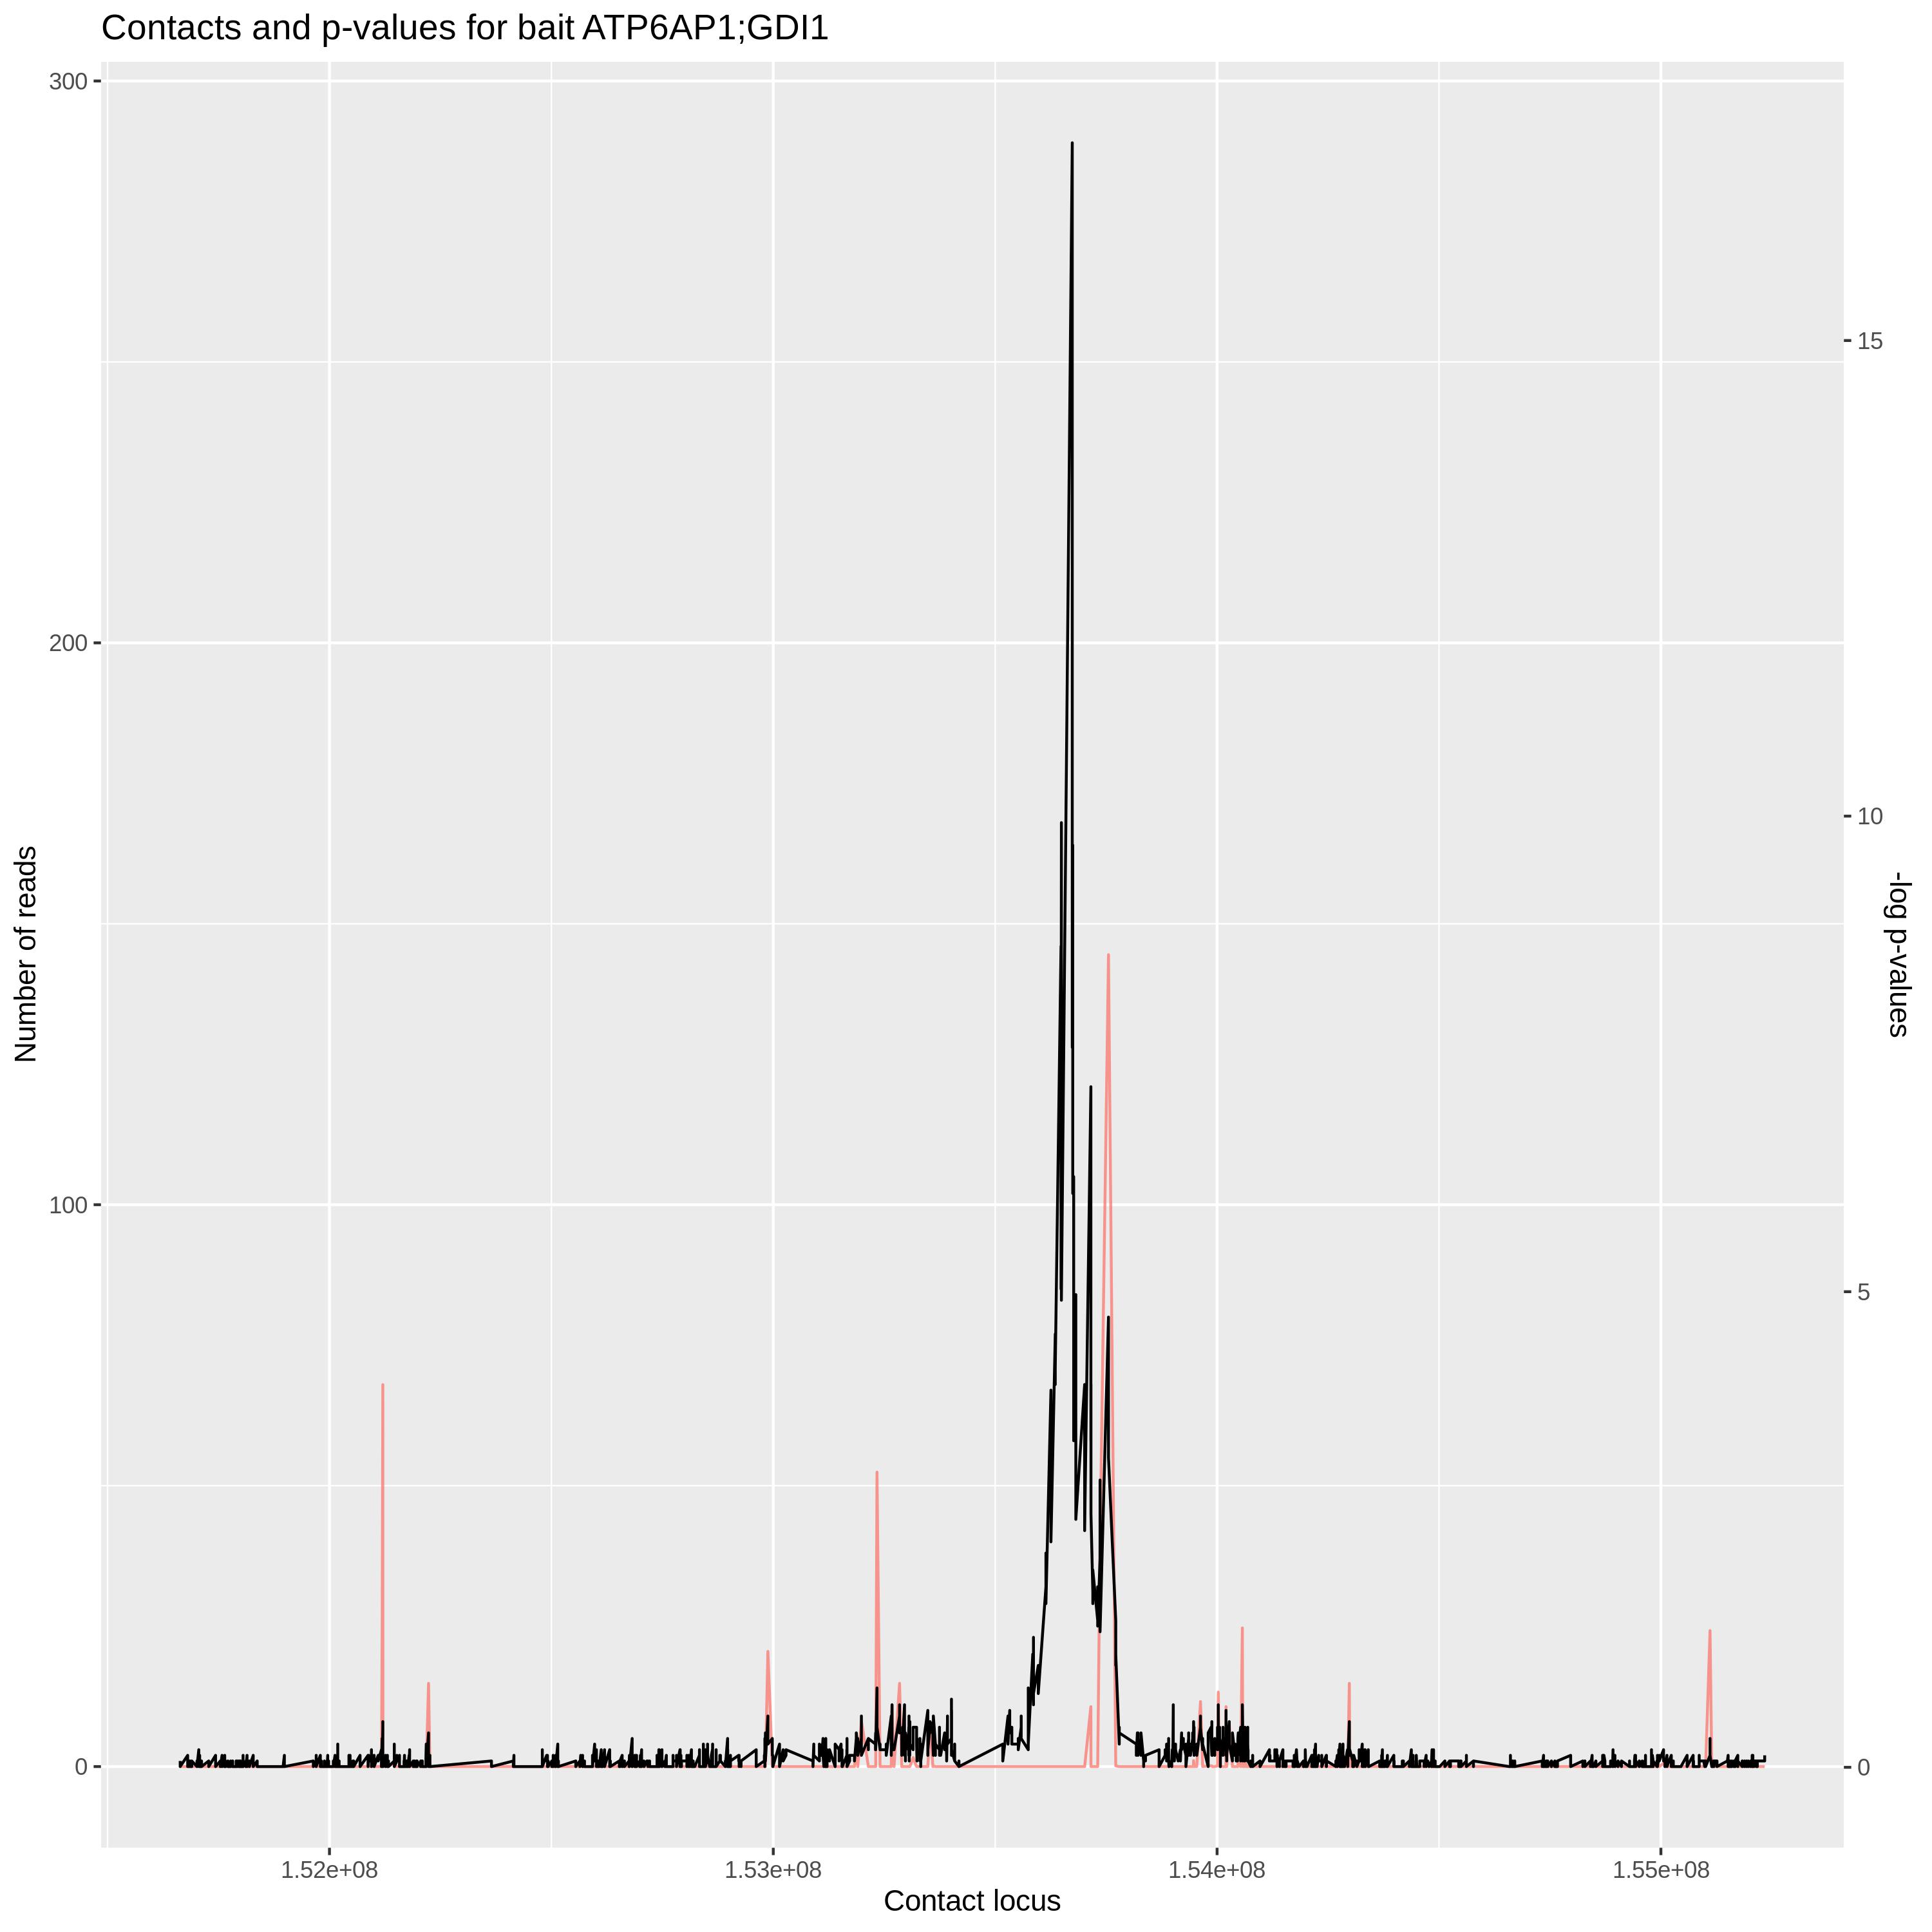 Contacts and p-values for bait ATP6AP1;GDI1
300
200
100
0
Number of reads
15
10
5
0
-log p-values
1.52e+08
1.53e+08
1.54e+08
1.55e+08
Contact locus